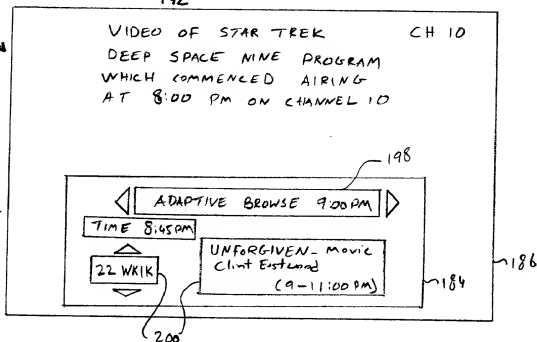 192
VIDEO OF STAR TREK CH 10
DEEP SPACE NINE PROGRAM
WHICH COMMENCED AIRING
AT 8:00 PM ON CHANNEL 10
198
ADAPTIVE BROWSE 9:00PM
TIME 8:45PM
UNFORGIVEN - Movie
Clint Eastwood
22 WKIK
(9-11:00 PM)
184
186
200